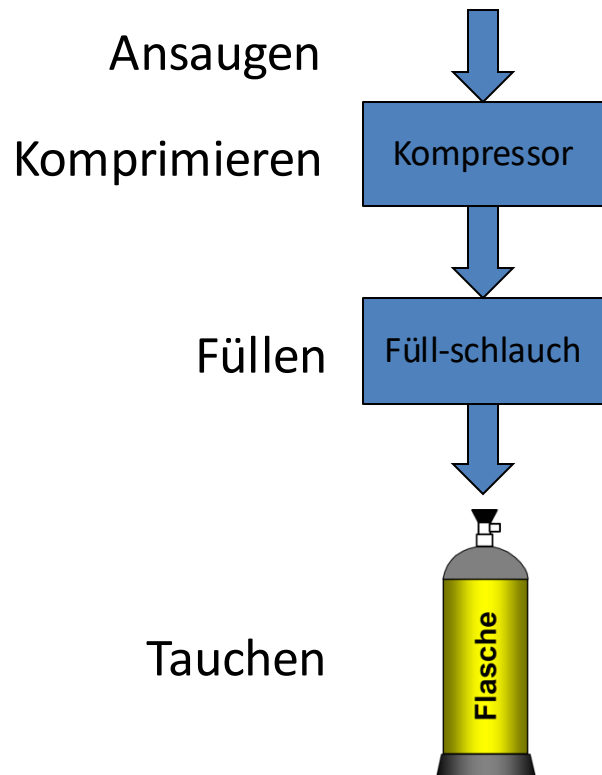 Ansaugen
Komprimieren
Kompressor
Füllen
Füll-schlauch
Tauchen
Flasche